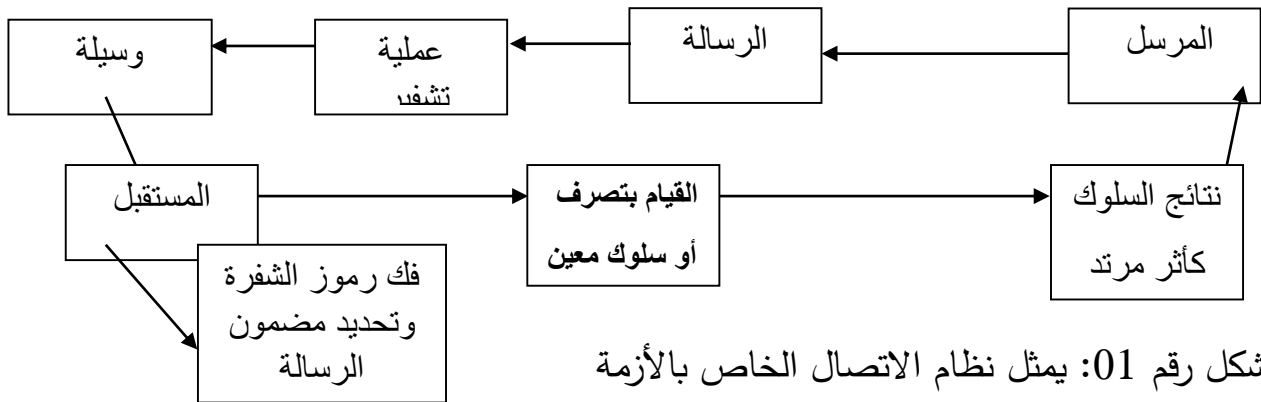 المرسل
الرسالة
عملية
تشفير
وسيلة
المستقبل
القيام بتصرف
أو سلوك معين
نتائج السلوك
كأثر مرتد
فك رموز الشفرة
وتحديد مضمون
الرسالة
شكل رقم 01: يمثل نظام الاتصال الخاص بالأزمة